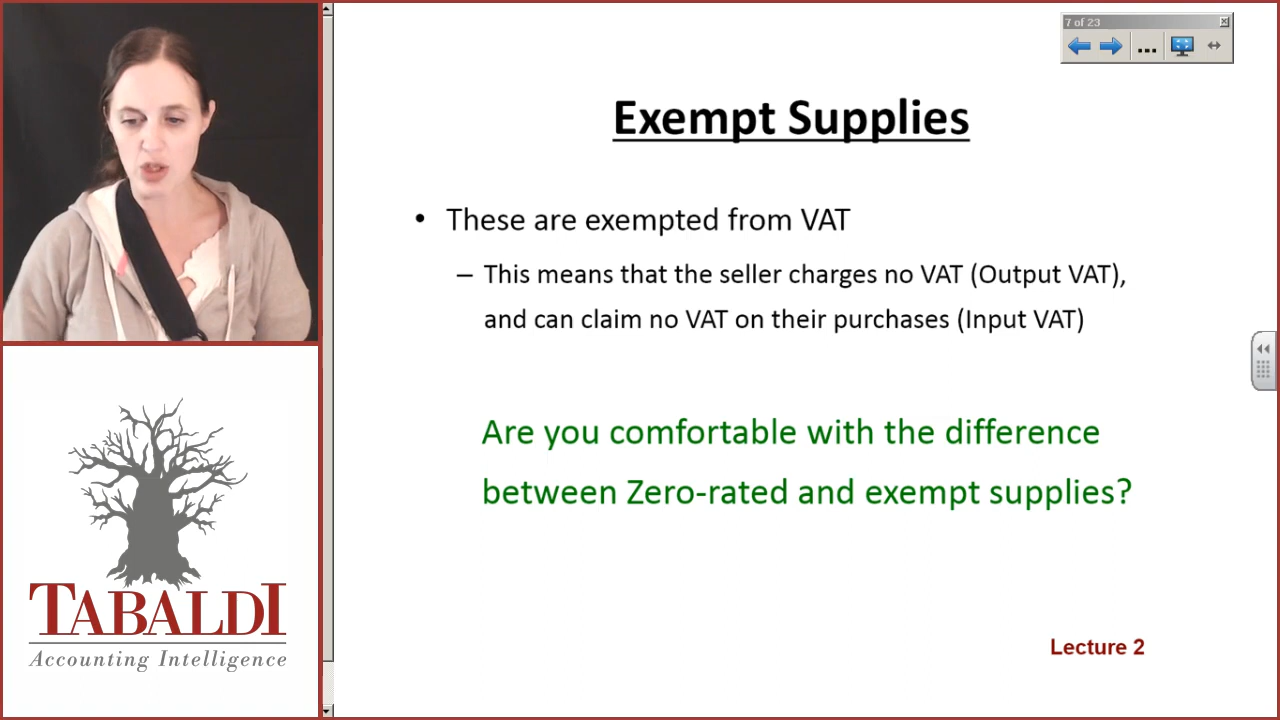 7 of 23
Exempt Supplies
• These are exempted from VAT
– This means that the seller charges no VAT (Output VAT),
and can claim no VAT on their purchases (Input VAT)
Are you comfortable with the difference
between Zero-rated and exempt supplies?
Lecture 2
TABALDI
Accounting Intelligence